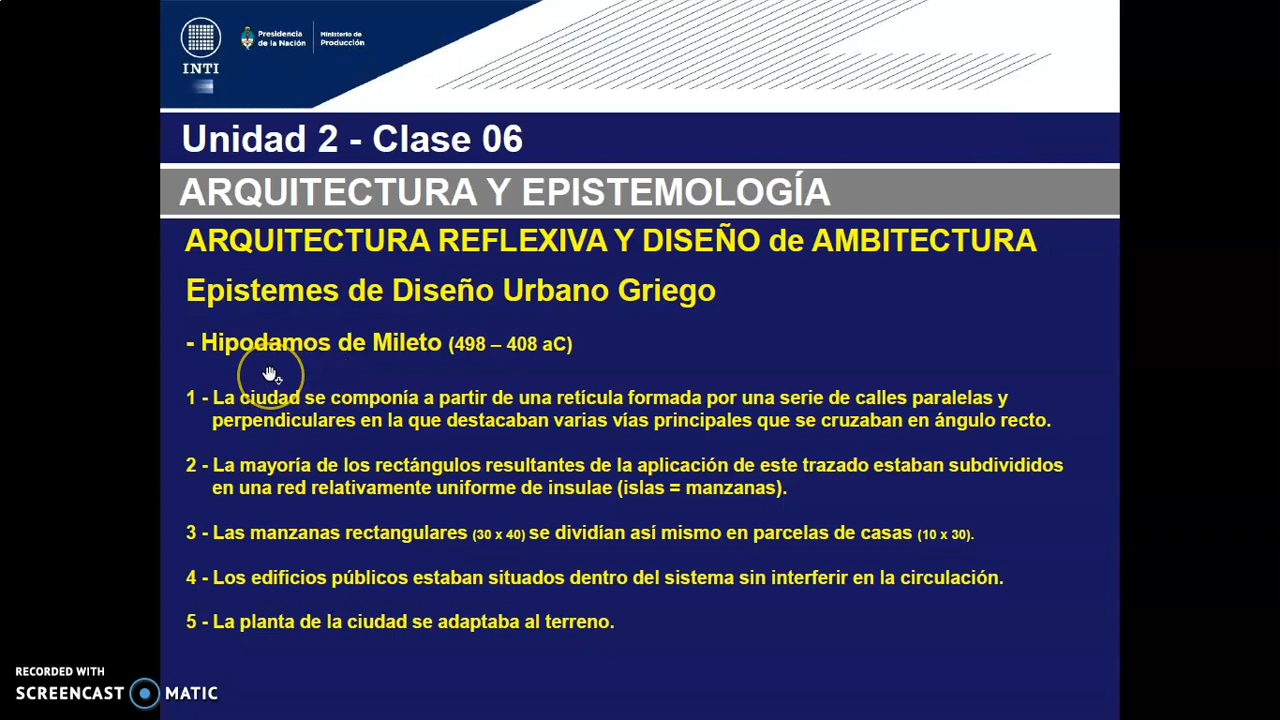 INTI
Presidencia
de la Nación
Ministerio de
Producción
Unidad 2 - Clase 06
ARQUITECTURA Y EPISTEMOLOGÍA
ARQUITECTURA REFLEXIVA Y DISEÑO de AMBITECTURA
Epistemes de Diseño Urbano Griego
- Hipodamos de Mileto (498 – 408 aC)
1 - La ciudad se componía a partir de una retícula formada por una serie de calles paralelas y
perpendiculares en la que destacaban varias vías principales que se cruzaban en ángulo recto.
2 - La mayoría de los rectángulos resultantes de la aplicación de este trazado estaban subdivididos
en una red relativamente uniforme de insulae (islas = manzanas).
3 - Las manzanas rectangulares (30 x 40) se dividían así mismo en parcelas de casas (10 x 30).
4 - Los edificios públicos estaban situados dentro del sistema sin interferir en la circulación.
5 - La planta de la ciudad se adaptaba al terreno.
RECORDED WITH
SCREENCAST MATIC